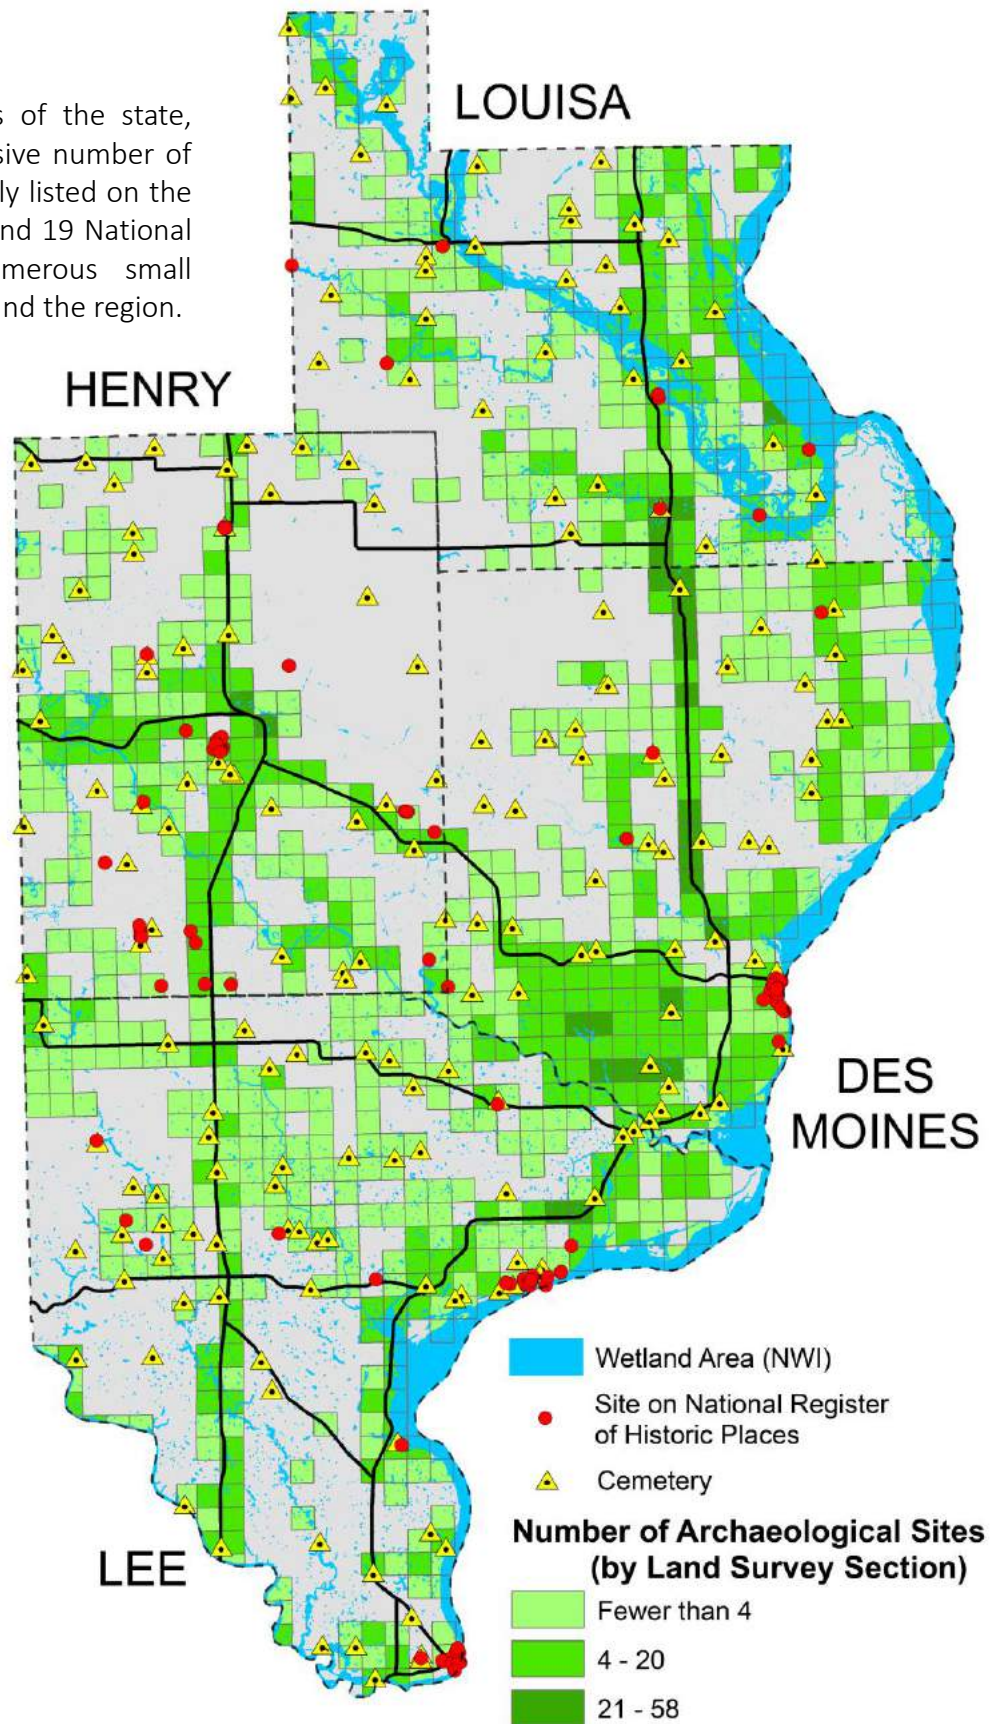 s of the state,
sive number of
ly listed on the
nd 19 National
merous small
nd the region.
LOUISA
HENRY
DES
MOINES
LEE
Wetland Area (NWI)
Site on National Register
of Historic Places
Cemetery
Number of Archaeological Sites
(by Land Survey Section)
Fewer than 4
4 - 20
21 - 58